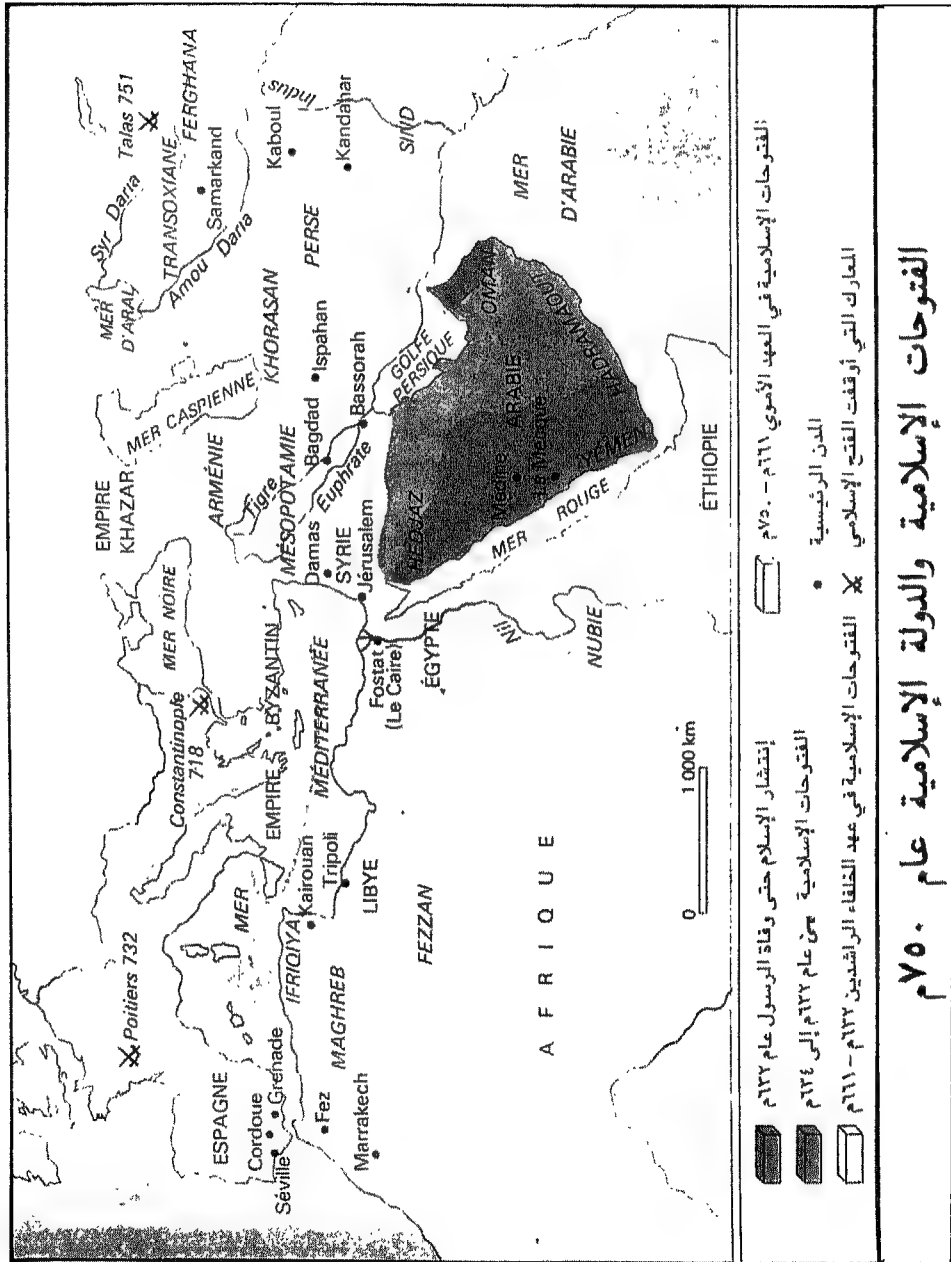 Talas 751
Syr Daria
FERGHANA
MER
D'ARAL
TRANSOXIANE
Samarkand
Amou Daria
Indus
Kaboul
Kandahar
SIND
EMPIRE
KHAZAR
MER CASPIENNE
KHORASAN
PERSE
MER
D'ARABIE
ARMÉNIE
Ispahan
Tigre
Bagdad
MÉSOPOTAMIE
Euphrate
Bassorah
GOLFE
PERSIQUE
OMAN
MER NOIRE
Damas
SYRIE
Jérusalem
HEDJAZ
Médine
ARABIE
La Mecque
HADRAMAOUT
YÉMEN
MER ROUGE
ÉTHIOPIE
Constantinople
718
EMPIRE
BYZANTIN
MÉDITERRANÉE
Fostat
(Le Caire)
ÉGYPTE
Nil
NUBIE
Poitiers 732
MER
Kairouan
Tripoli
IFRIQIYA
LIBYE
FEZZAN
ESPAGNE
Cordoue
Grenade
Séville
Fez
MAGHREB
Marrakech
AFRIQUE
0 1 000 km
إنتشار الإسلام حتى وفاة الرسول عام ٦٣٢م
الفتوحات الإسلامية في العهد الأموي ٦٦١م - ٧٥٠م
الفتوحات الإسلامية من عام ٦٣٢م إلى ٦٣٤م
المدن الرئيسية
الفتوحات الإسلامية في عهد الخلفاء الراشدين ٦٣٢م - ٦٦١م
المعارك التي أوقفت الفتح الإسلامي
الفتوحات الإسلامية والدولة الإسلامية عام ٧٥٠م